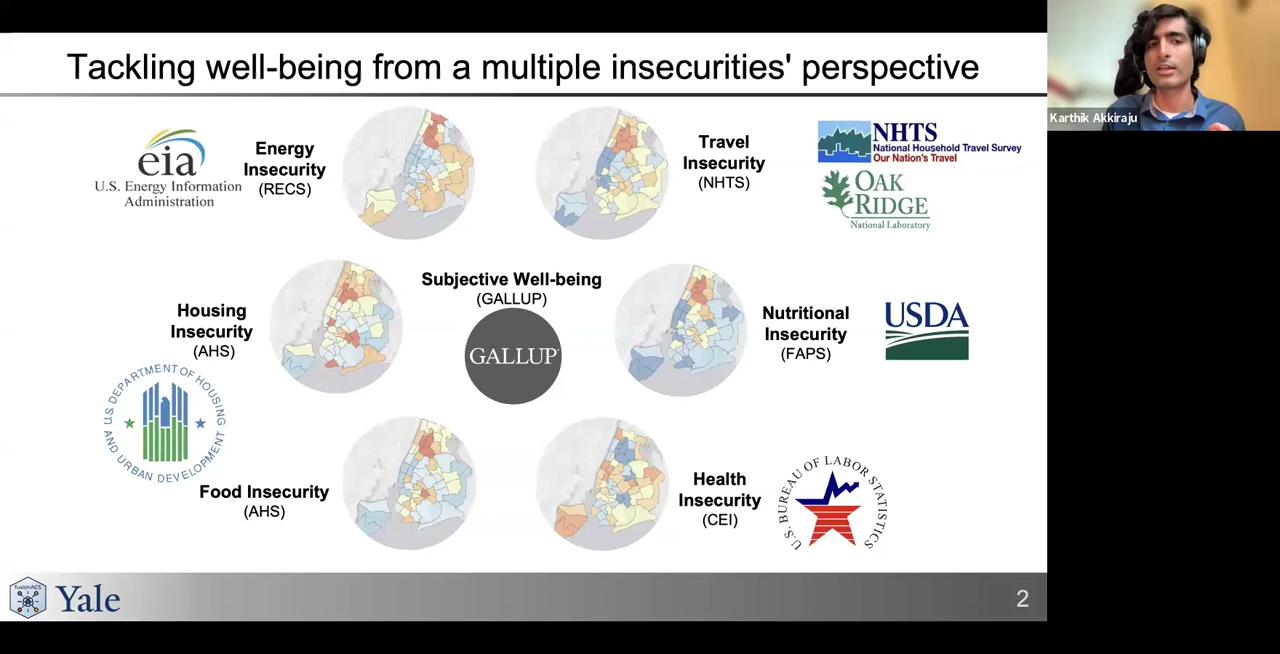 Tackling well-being from a multiple insecurities' perspective
Karthik Akkiraju
eia
U.S. Energy Information
Administration
Energy
Insecurity
(RECS)
Travel
Insecurity
(NHTS)
NHTS
National Household Travel Survey
Our Nation's Travel
OAK
RIDGE
National Laboratory
Housing
Insecurity
(AHS)
Subjective Well-being
(GALLUP)
GALLUP
Nutritional
Insecurity
(FAPS)
USDA
U.S. DEPARTMENT OF HOUSING
AND URBAN DEVELOPMENT
Food Insecurity
(AHS)
Health
Insecurity
(CEI)
U.S. BUREAU OF LABOR STATISTICS
fusionACS
Yale
2